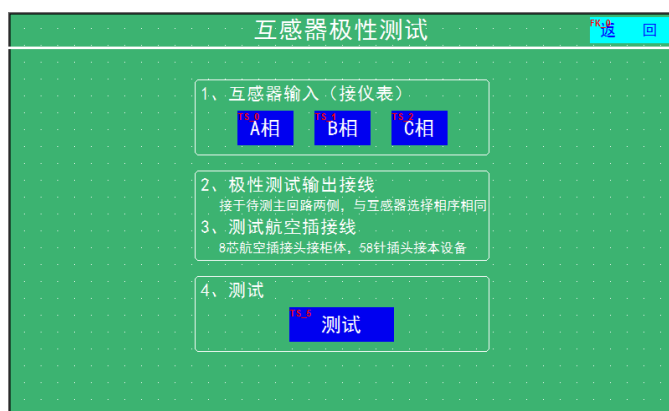 互感器极性测试
FK_0
返 回
1、互感器输入（接仪表）
TS_0
A相
TS_1
B相
TS_2
C相
2、极性测试输出接线
接于待测主回路两侧，与互感器选择相序相同
3、测试航空插接线
8芯航空插接头接柜体，58针插头接本设备
4、测试
TS_5
测试